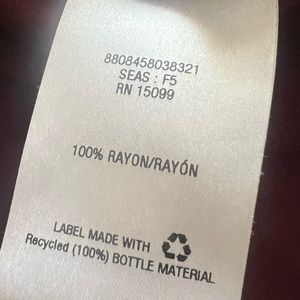 8808458038321
SEAS : F5
RN 15099
100% RAYON/RAYÓN
LABEL MADE WITH
Recycled (100%) BOTTLE MATERIAL